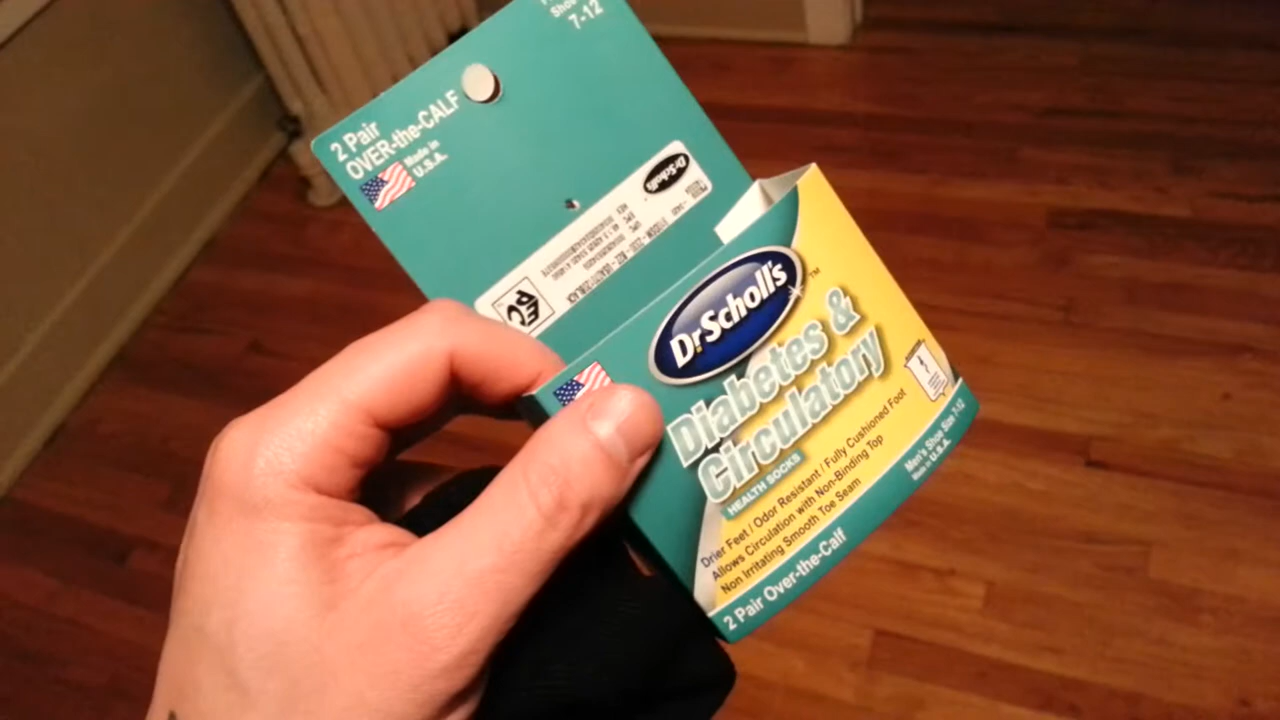 7-12
2 Pair
OVER-the-CALF
Made in
U.S.A.
Dr Scholl's
EPC
Dr Scholl's™
Diabetes &
Circulatory
HEALTH SOCKS
Drier Feet / Odor Resistant / Fully Cushioned Foot
Allows Circulation with Non-Binding Top
Non Irritating Smooth Toe Seam
Men's Shoe Size 7-12
Made in U.S.A.
2 Pair Over-the-Calf